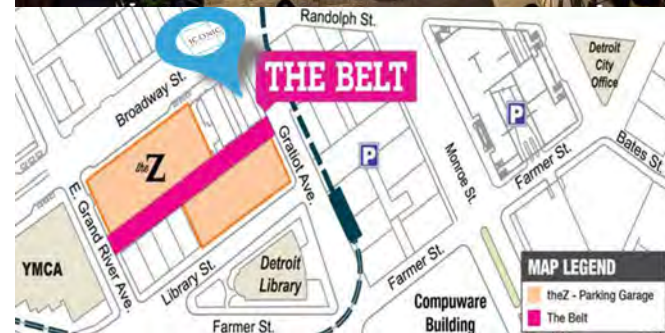 Randolph St.
ICONIC
Detroit
City
Office
THE BELT
Broadway St.
P
Bates St.
the Z
Gratiot Ave.
P
Monroe St.
Farmer St.
E. Grand River Ave.
YMCA
Library St.
Detroit
Library
Farmer St.
Farmer St.
Compuware
Building
MAP LEGEND
theZ - Parking Garage
The Belt